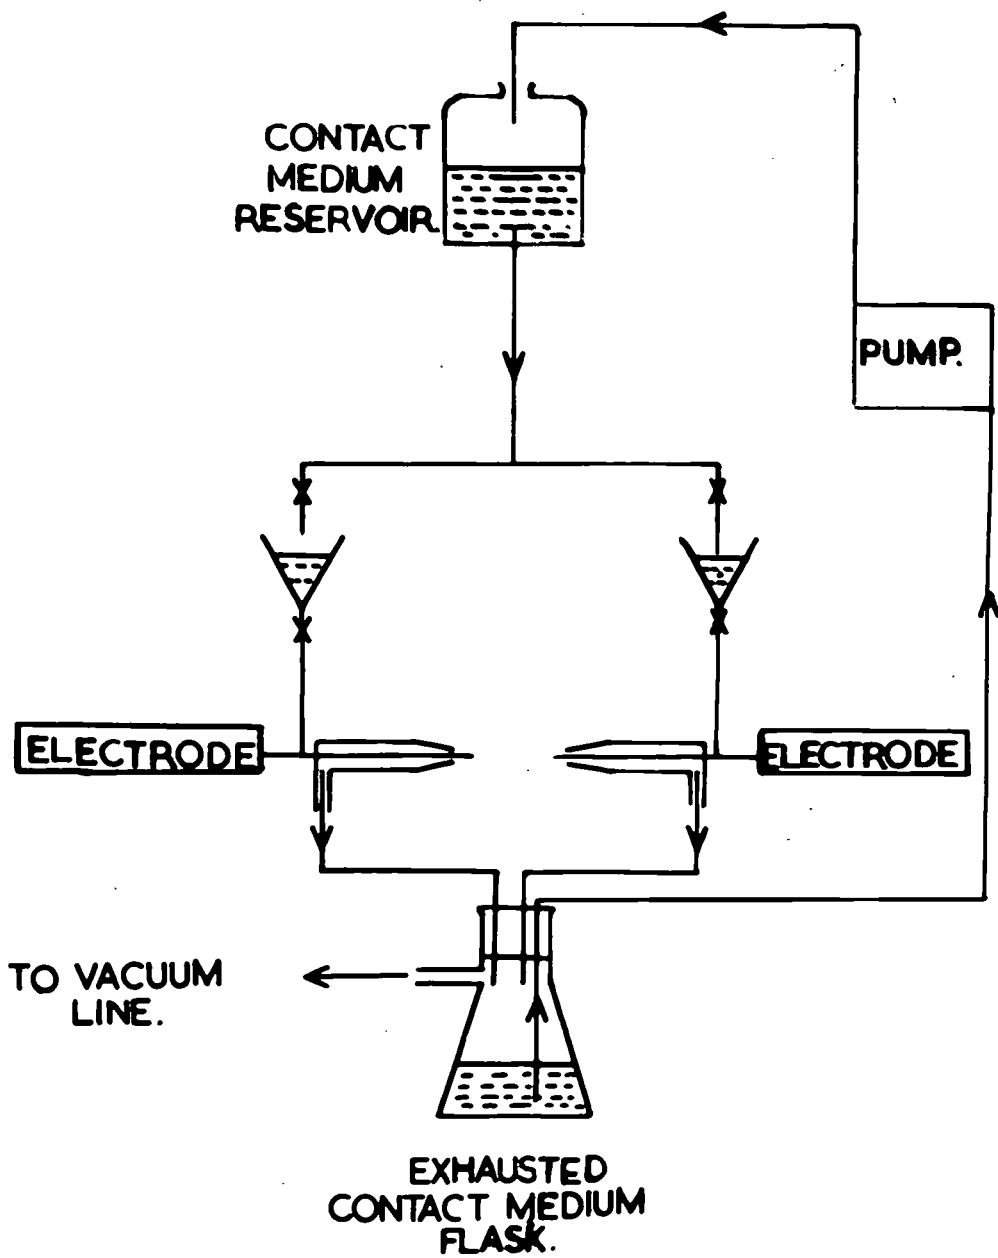 CONTACT
MEDIUM
RESERVOIR.
PUMP.
ELECTRODE
ELECTRODE
TO VACUUM
LINE.
EXHAUSTED
CONTACT MEDIUM
FLASK.